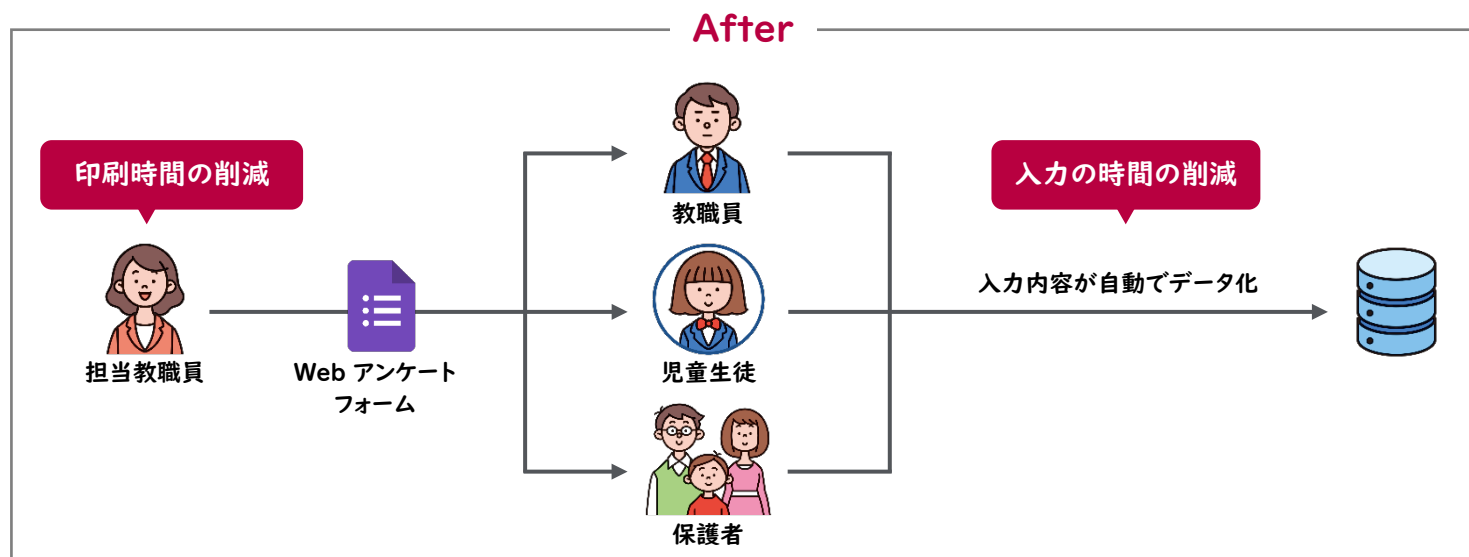 After
印刷時間の削減
入力の時間の削減
教職員
入力内容が自動でデータ化
担当教職員
Web アンケート
フォーム
児童生徒
保護者